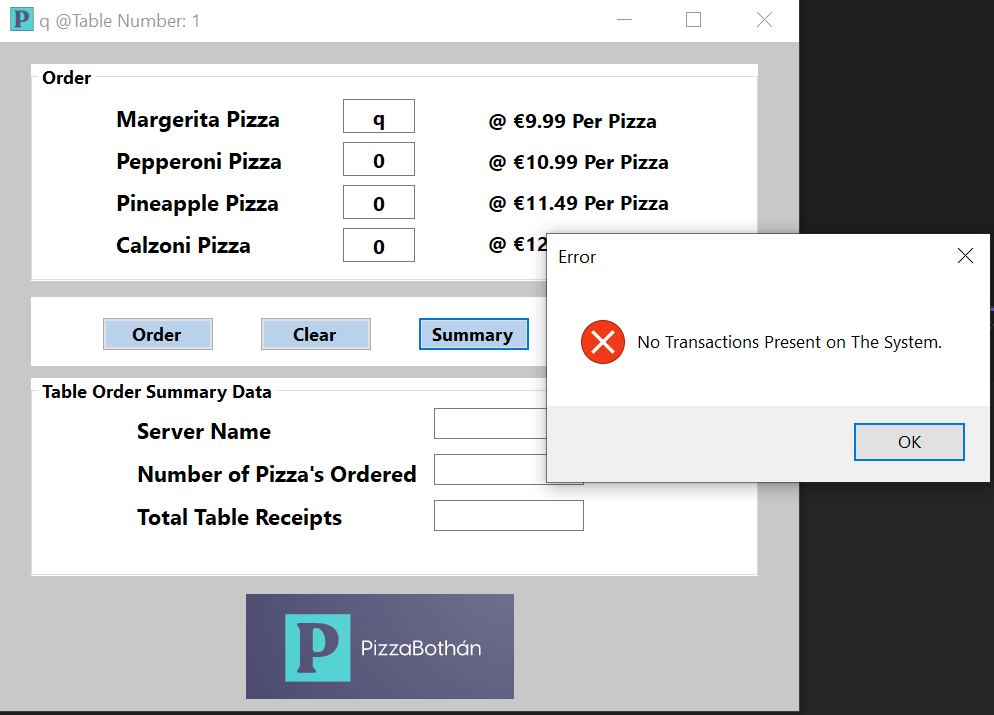 P q @Table Number: 1
Order
Margerita Pizza q @ €9.99 Per Pizza
Pepperoni Pizza 0 @ €10.99 Per Pizza
Pineapple Pizza 0 @ €11.49 Per Pizza
Calzoni Pizza 0 @ €12
Error
No Transactions Present on The System.
OK
Order Clear Summary
Table Order Summary Data
Server Name
Number of Pizza's Ordered
Total Table Receipts
P PizzaBothán